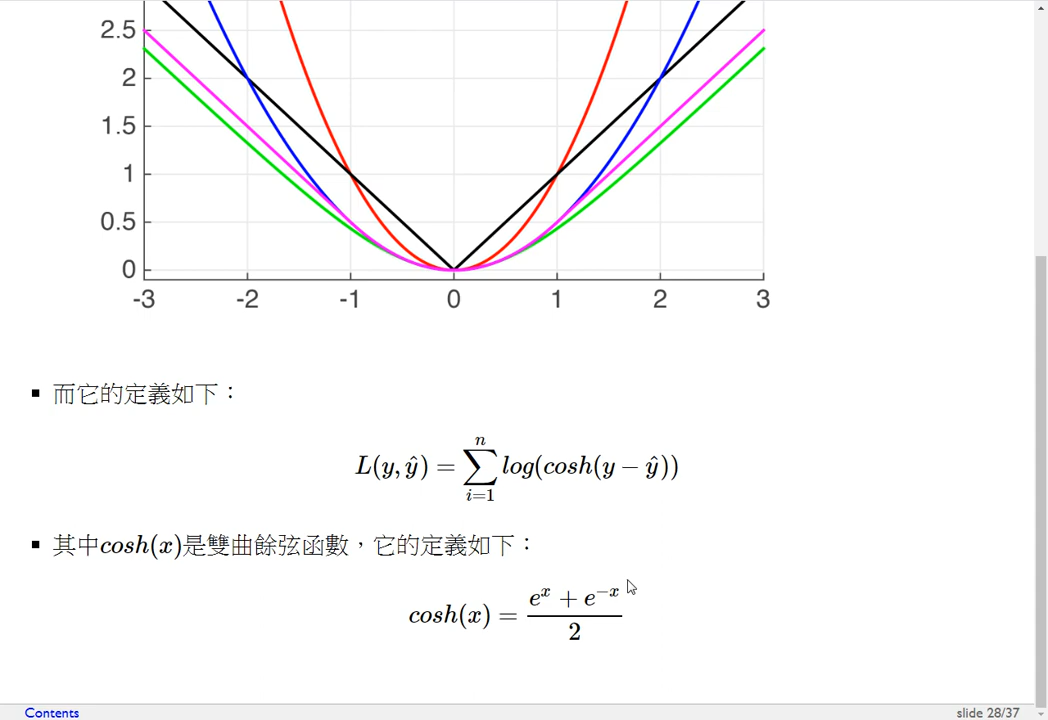 2.5
2
1.5
1
0.5
0
-3 -2 -1 0 1 2 3
而它的定義如下：
L(y, ŷ) = ∑_{i=1}^{n} log(cosh(y − ŷ))
其中cosh(x)是雙曲餘弦函數，它的定義如下：
cosh(x) = \frac{e^x + e^{−x}}{2}
Contents slide 28/37